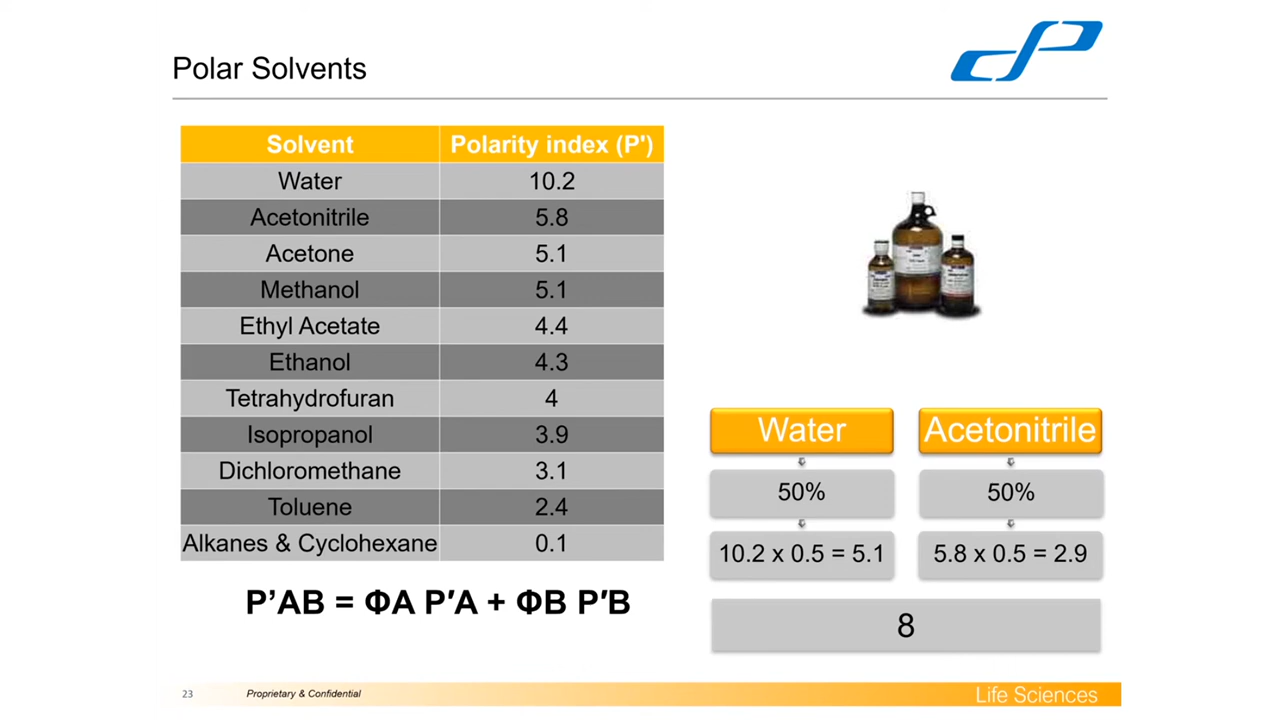 Polar Solvents
Solvent Polarity index (P')
Water 10.2
Acetonitrile 5.8
Acetone 5.1
Methanol 5.1
Ethyl Acetate 4.4
Ethanol 4.3
Tetrahydrofuran 4
Isopropanol 3.9
Dichloromethane 3.1
Toluene 2.4
Alkanes & Cyclohexane 0.1
P’AB = ΦA P′A + ΦB P′B
Water Acetonitrile
50% 50%
10.2 x 0.5 = 5.1 5.8 x 0.5 = 2.9
8
23 Proprietary & Confidential Life Sciences